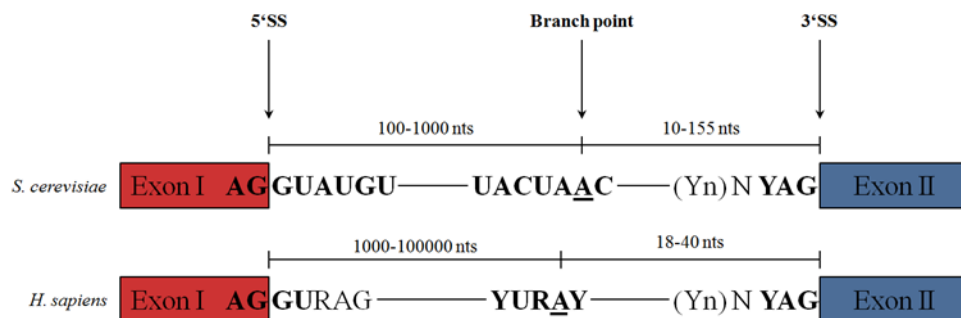 5‘SS Branch point 3‘SS
100-1000 nts 10-155 nts
S. cerevisiae Exon I AG GUAUGU UACUAAC (Yn) N YAG Exon II
1000-100000 nts 18-40 nts
H. sapiens Exon I AG GURAG YURAY (Yn) N YAG Exon II